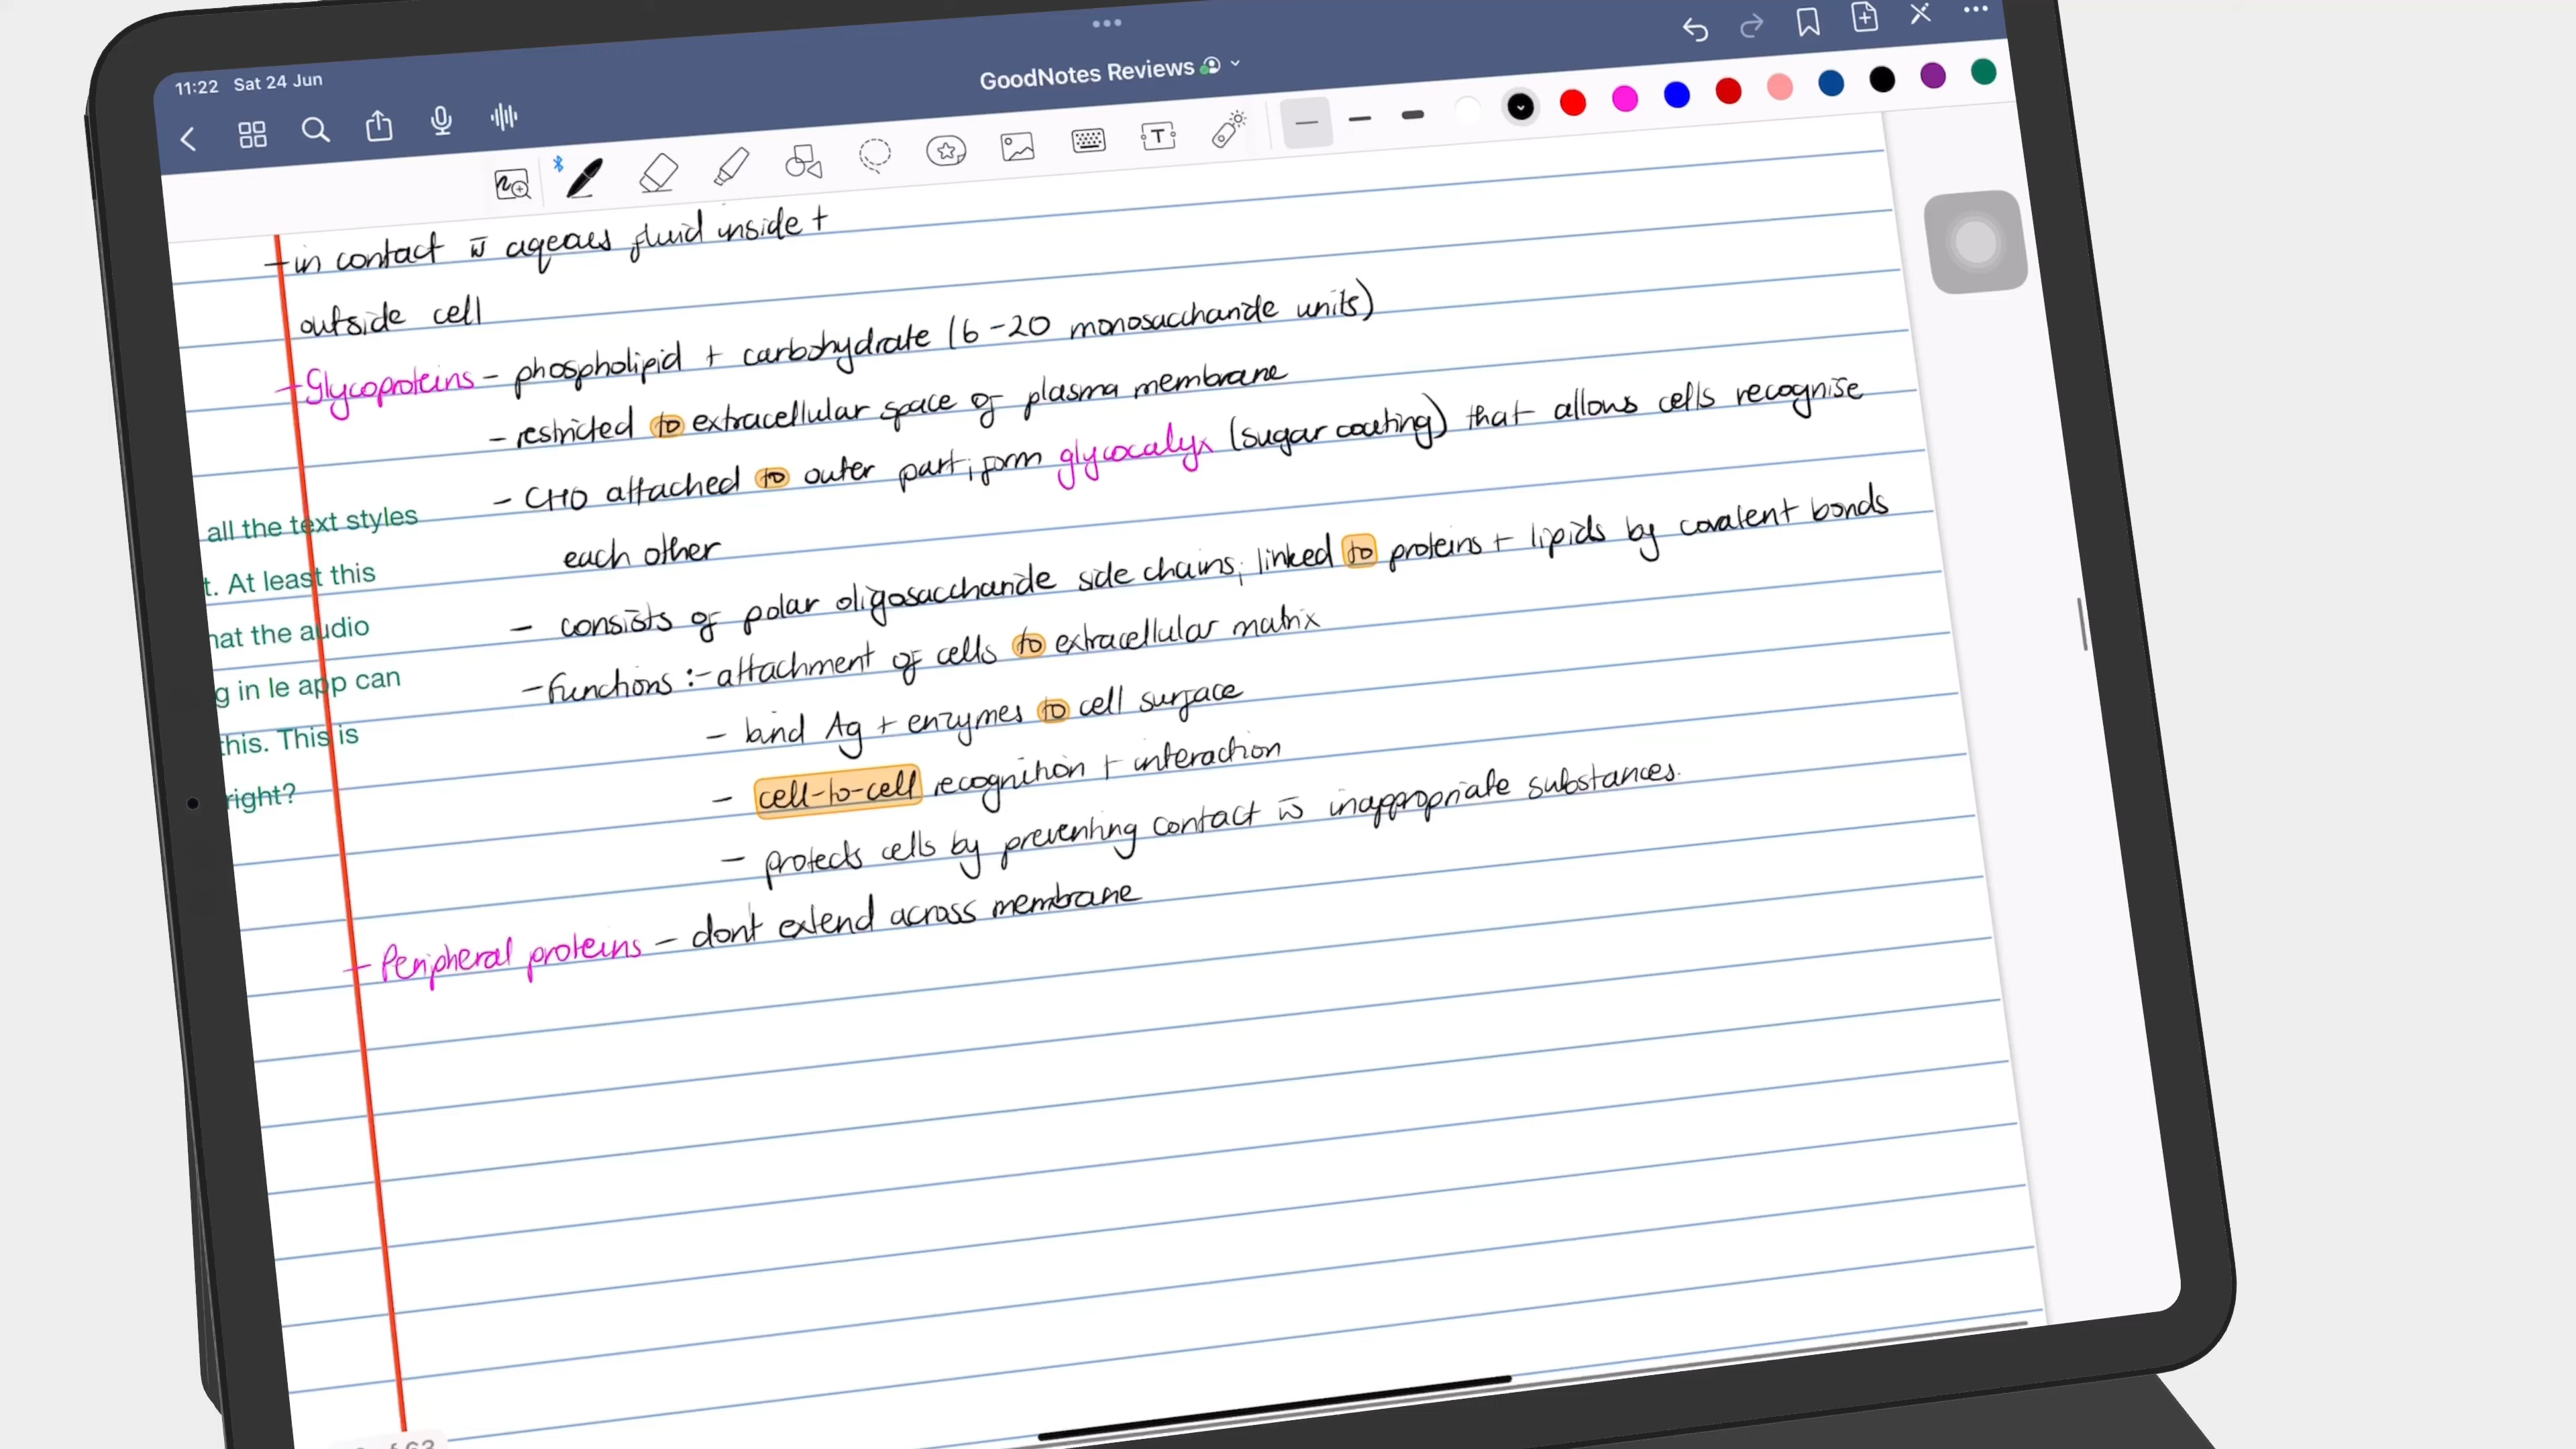 11:22 Sat 24 Jun
GoodNotes Reviews
T
- in contact w̄ aqeous fluid inside +
outside cell
- Glycoproteins - phospholipid + carbohydrate (6-20 monosaccharide units)
- restricted to extracellular space of plasma membrane
- CHO attached to outer part, form glycocalyx (sugar coating) that allows cells recognise
each other
- consists of polar oligosaccharide side chains, linked to proteins + lipids by covalent bonds
- functions :- attachment of cells to extracellular matrix
- bind Ag + enzymes to cell surface
- cell-to-cell recognition + interaction
- protects cells by preventing contact w̄ inappropriate substances.
- Peripheral proteins - dont extend across membrane
all the text styles
t. At least this
hat the audio
g in le app can
this. This is
right?